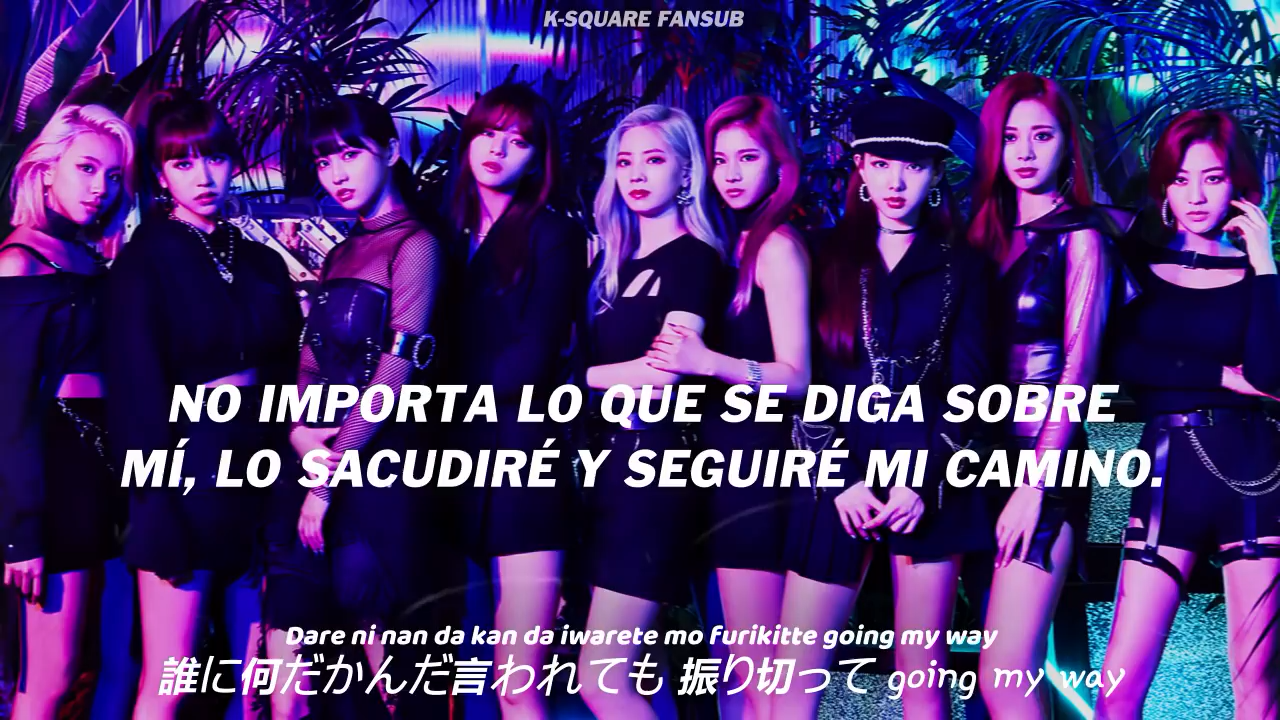 K-SQUARE FANSUB
NO IMPORTA LO QUE SE DIGA SOBRE
MÍ, LO SACUDIRÉ Y SEGUIRÉ MI CAMINO.
Dare ni nan da kan da iwarete mo furikitte going my way
誰に何だかんだ言われても 振り切って going my way